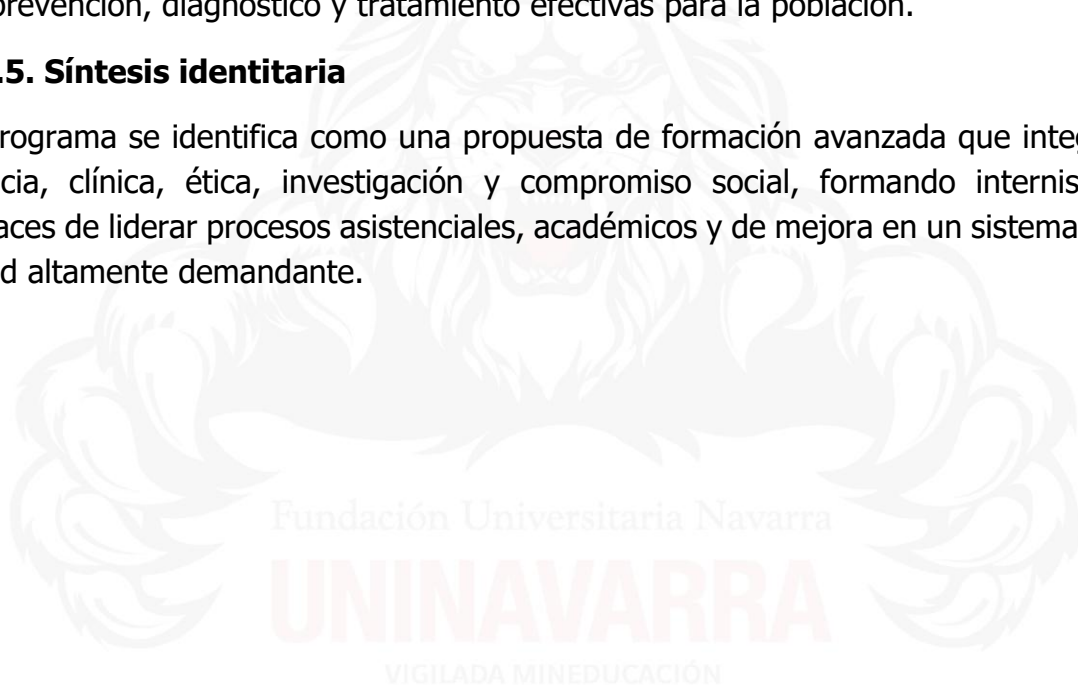 prevención, diagnóstico y tratamiento efectivas para la población.
.5. Síntesis identitaria
rograma se identifica como una propuesta de formación avanzada que integ
cia, clínica, ética, investigación y compromiso social, formando internis
aces de liderar procesos asistenciales, académicos y de mejora en un sistema
d altamente demandante.
Fundación Universitaria Navarra
UNINAVARRA
VIGILADA MINEDUCACIÓN